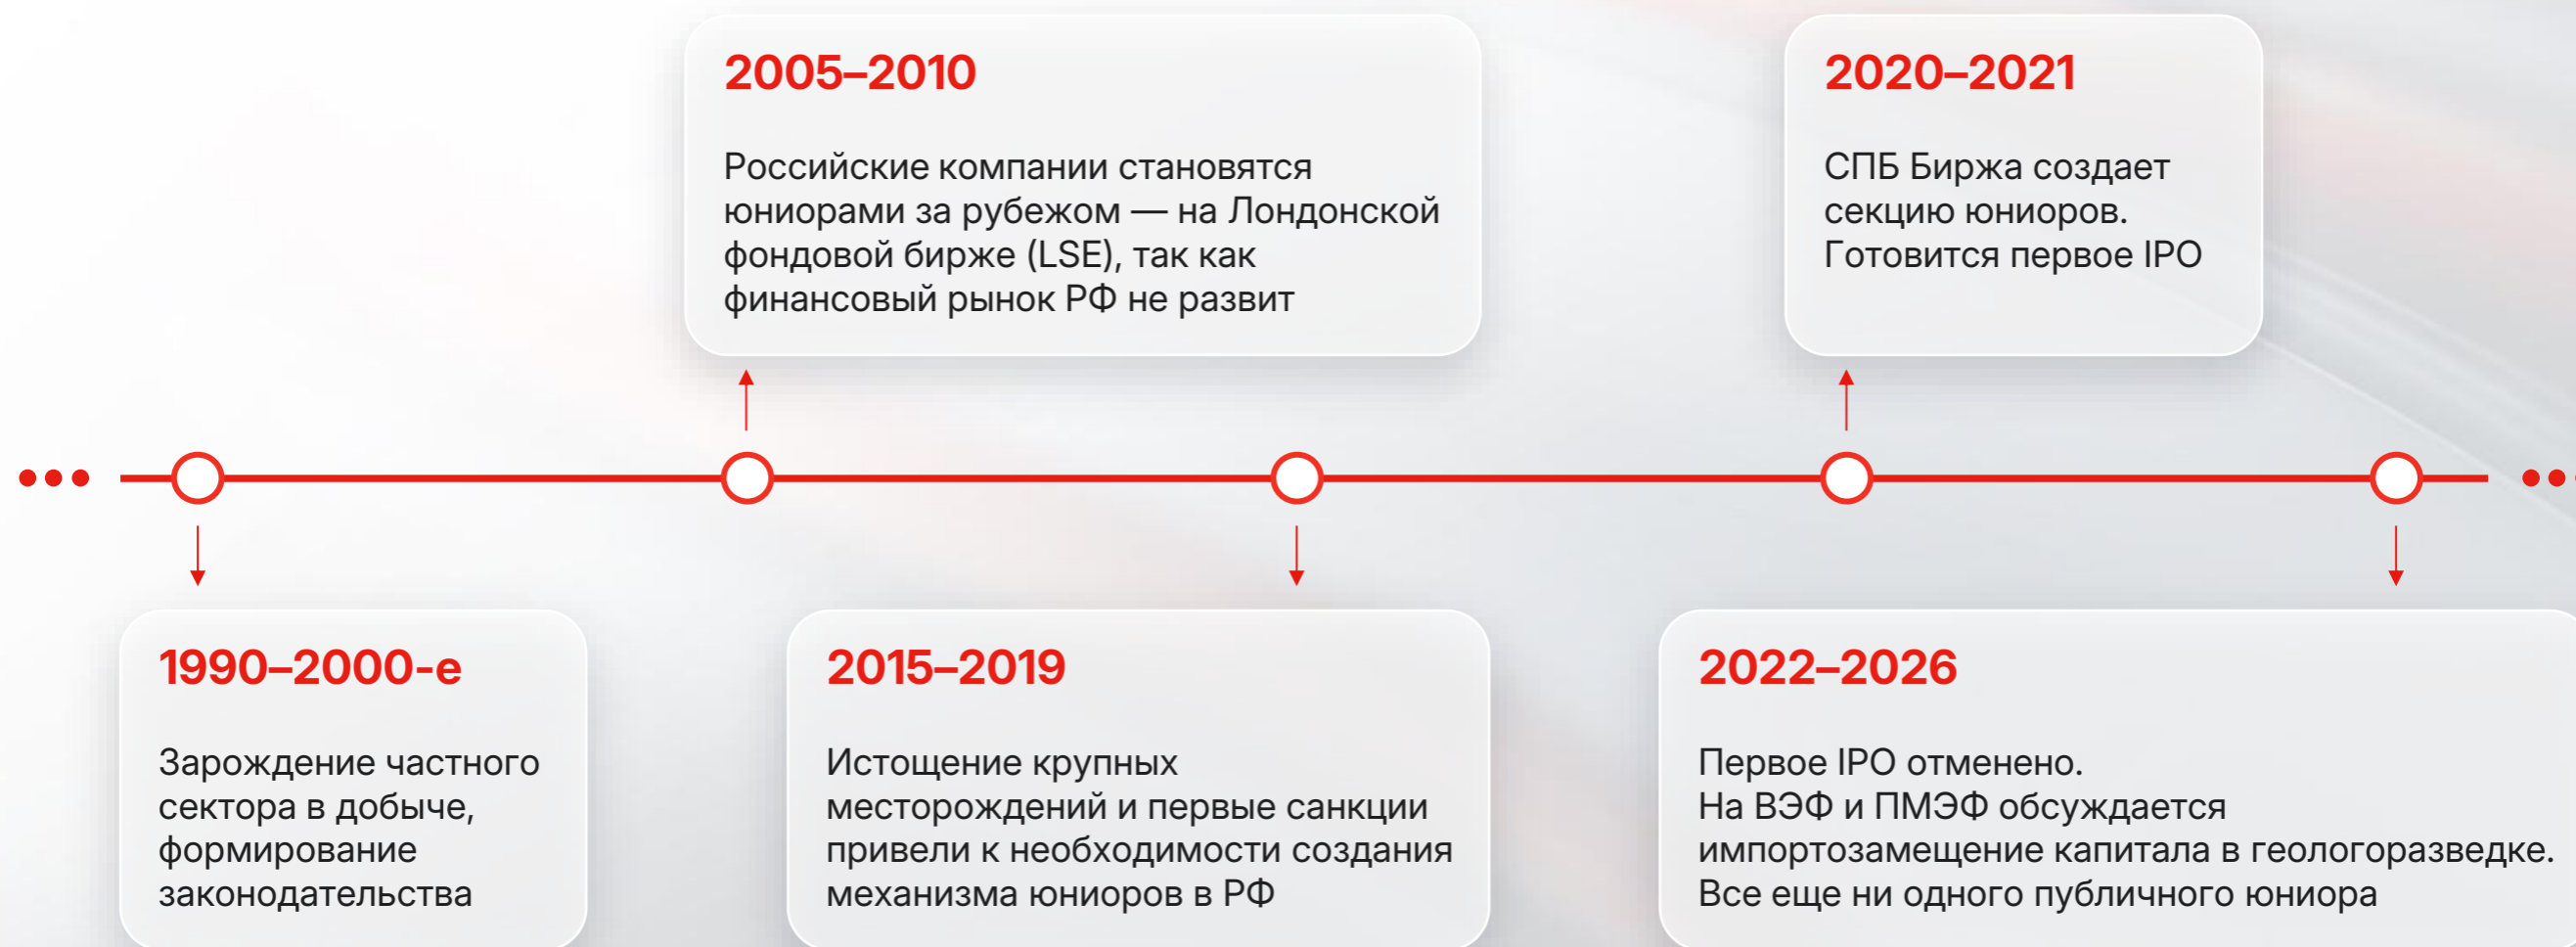 2005–2010
Российские компании становятся
юниорами за рубежом — на Лондонской
фондовой бирже (LSE), так как
финансовый рынок РФ не развит
2020–2021
СПБ Биржа создает
секцию юниоров.
Готовится первое IPO
1990–2000-е
Зарождение частного
сектора в добыче,
формирование
законодательства
2015–2019
Истощение крупных
месторождений и первые санкции
привели к необходимости создания
механизма юниоров в РФ
2022–2026
Первое IPO отменено.
На ВЭФ и ПМЭФ обсуждается
импортозамещение капитала в геологоразведке.
Все еще ни одного публичного юниора